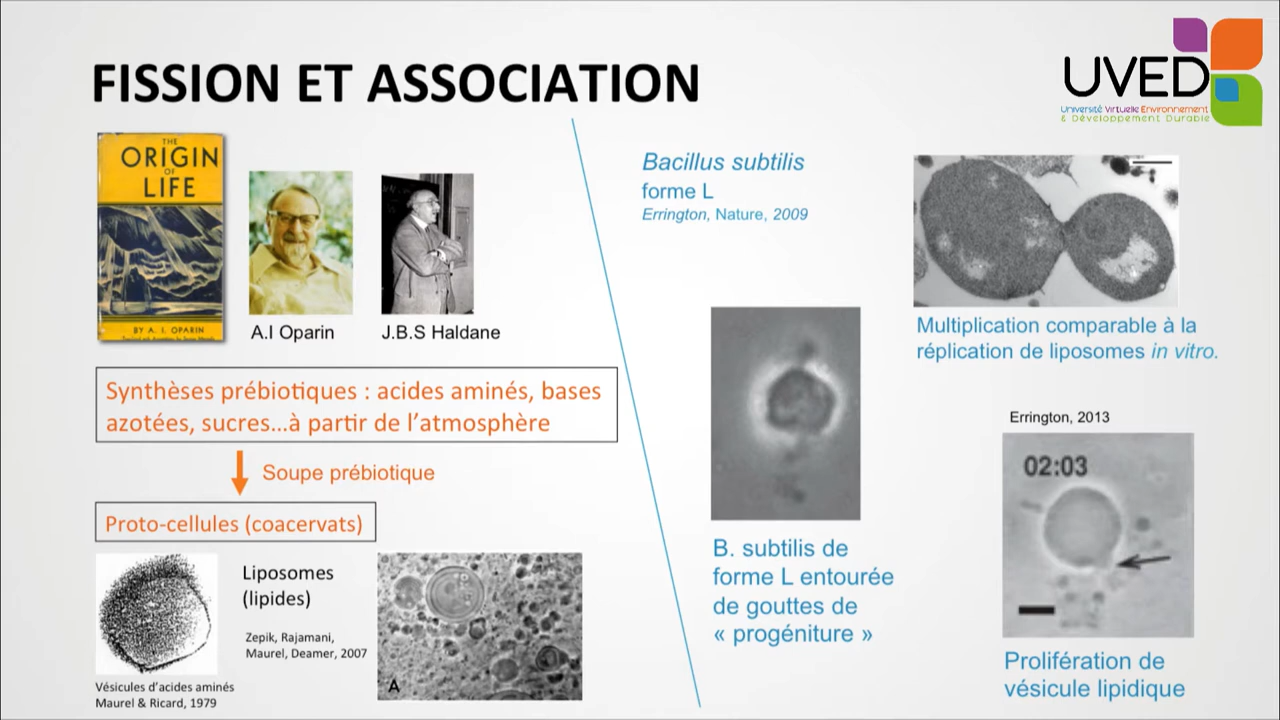 FISSION ET ASSOCIATION
UVED
Université Virtuelle Environnement
& Développement Durable
THE
ORIGIN
OF
LIFE
BY A. I. OPARIN
A.I Oparin
J.B.S Haldane
Synthèses prébiotiques : acides aminés, bases
azotées, sucres...à partir de l'atmosphère
Soupe prébiotique
Proto-cellules (coacervats)
Liposomes
(lipides)
Zepik, Rajamani,
Maurel, Deamer, 2007
Vésicules d'acides aminés
Maurel & Ricard, 1979
A
Bacillus subtilis
forme L
Errington, Nature, 2009
Multiplication comparable à la
réplication de liposomes in vitro.
B. subtilis de
forme L entourée
de gouttes de
« progéniture »
Errington, 2013
02:03
Prolifération de
vésicule lipidique